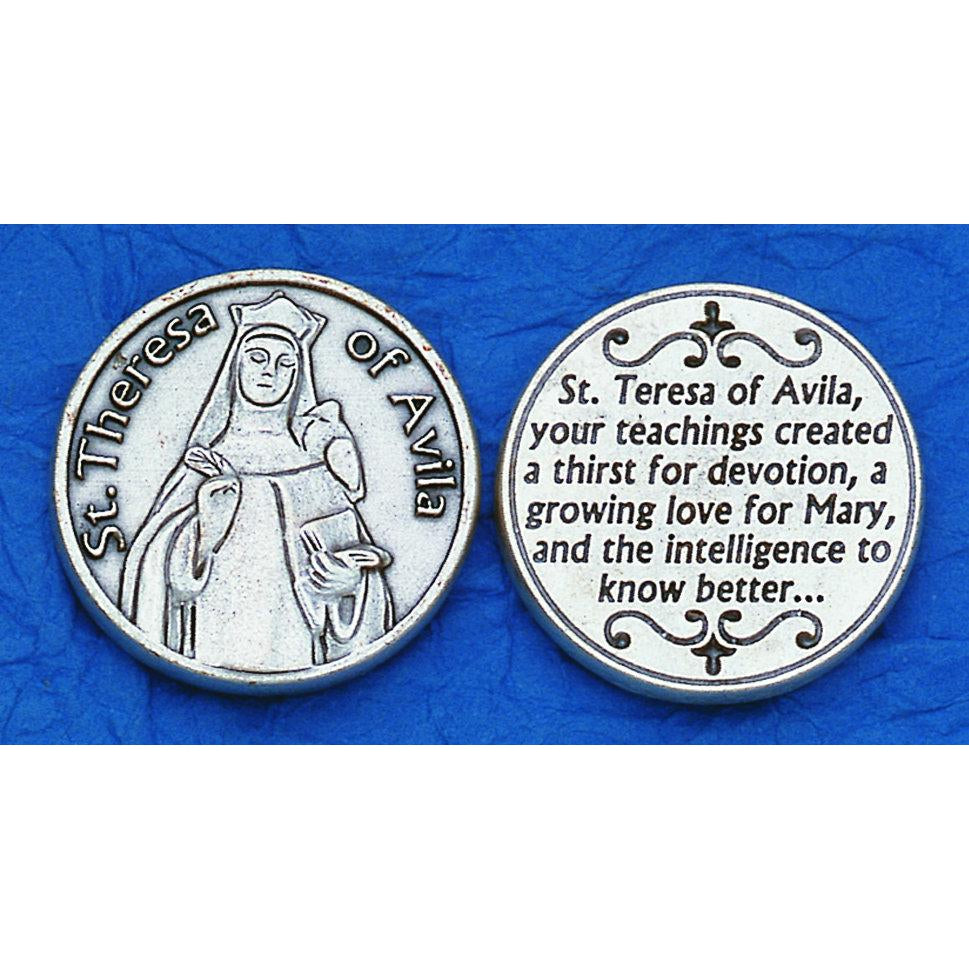 St. Theresa of Avila
St. Teresa of Avila,
your teachings created
a thirst for devotion, a
growing love for Mary,
and the intelligence to
know better...